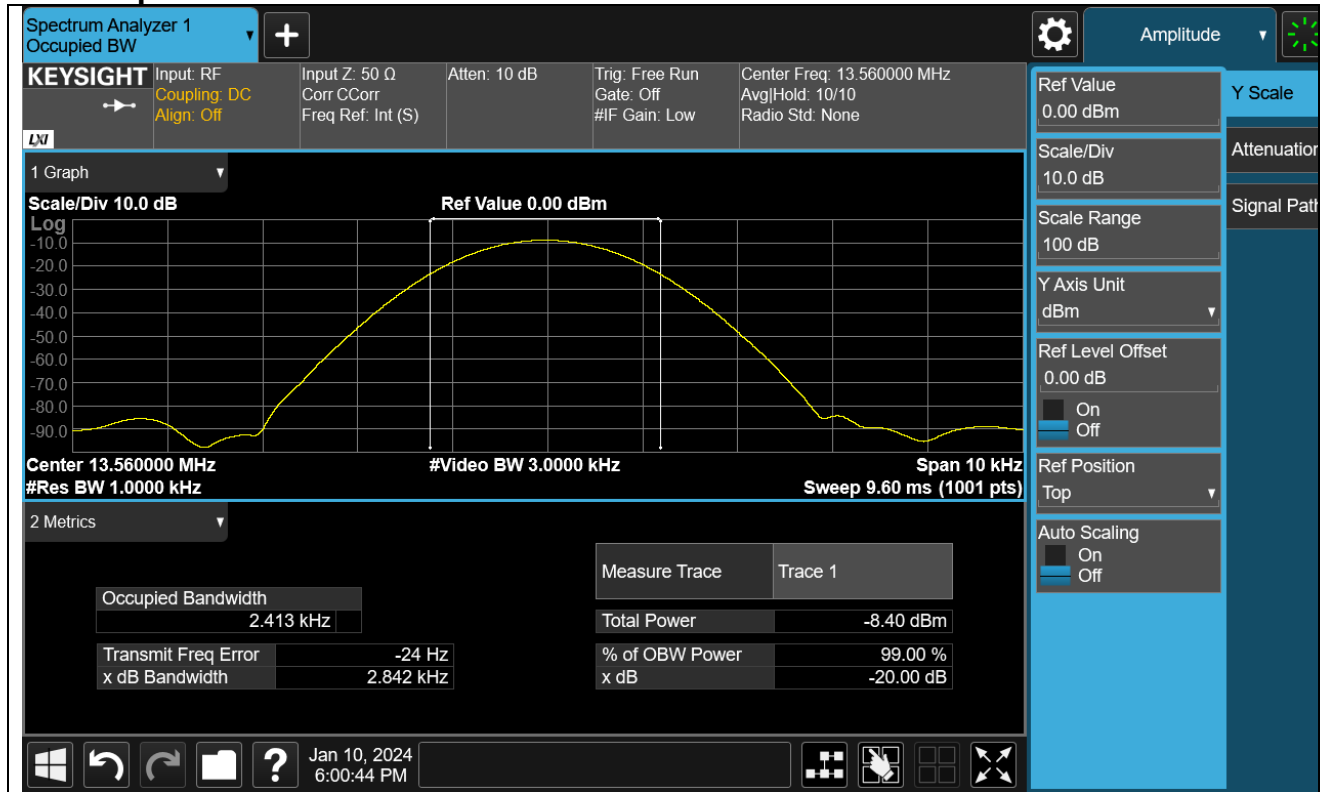 Spectrum Analyzer 1
Occupied BW
Amplitude
KEYSIGHT
LXI
Input: RF
Coupling: DC
Align: Off
Input Z: 50 Ω
Corr CCorr
Freq Ref: Int (S)
Atten: 10 dB
Trig: Free Run
Gate: Off
#IF Gain: Low
Center Freq: 13.560000 MHz
Avg|Hold: 10/10
Radio Std: None
1 Graph
Scale/Div 10.0 dB
Ref Value 0.00 dBm
Log
-10.0
-20.0
-30.0
-40.0
-50.0
-60.0
-70.0
-80.0
-90.0
Center 13.560000 MHz
#Video BW 3.0000 kHz
Span 10 kHz
#Res BW 1.0000 kHz
Sweep 9.60 ms (1001 pts)
2 Metrics
Measure Trace
Trace 1
Occupied Bandwidth
2.413 kHz
Total Power
-8.40 dBm
Transmit Freq Error
-24 Hz
% of OBW Power
99.00 %
x dB Bandwidth
2.842 kHz
x dB
-20.00 dB
?
Jan 10, 2024
6:00:44 PM
Ref Value
0.00 dBm
Scale/Div
10.0 dB
Scale Range
100 dB
Y Axis Unit
dBm
Ref Level Offset
0.00 dB
On
Off
Ref Position
Top
Auto Scaling
On
Off
Y Scale
Attenuation
Signal Path